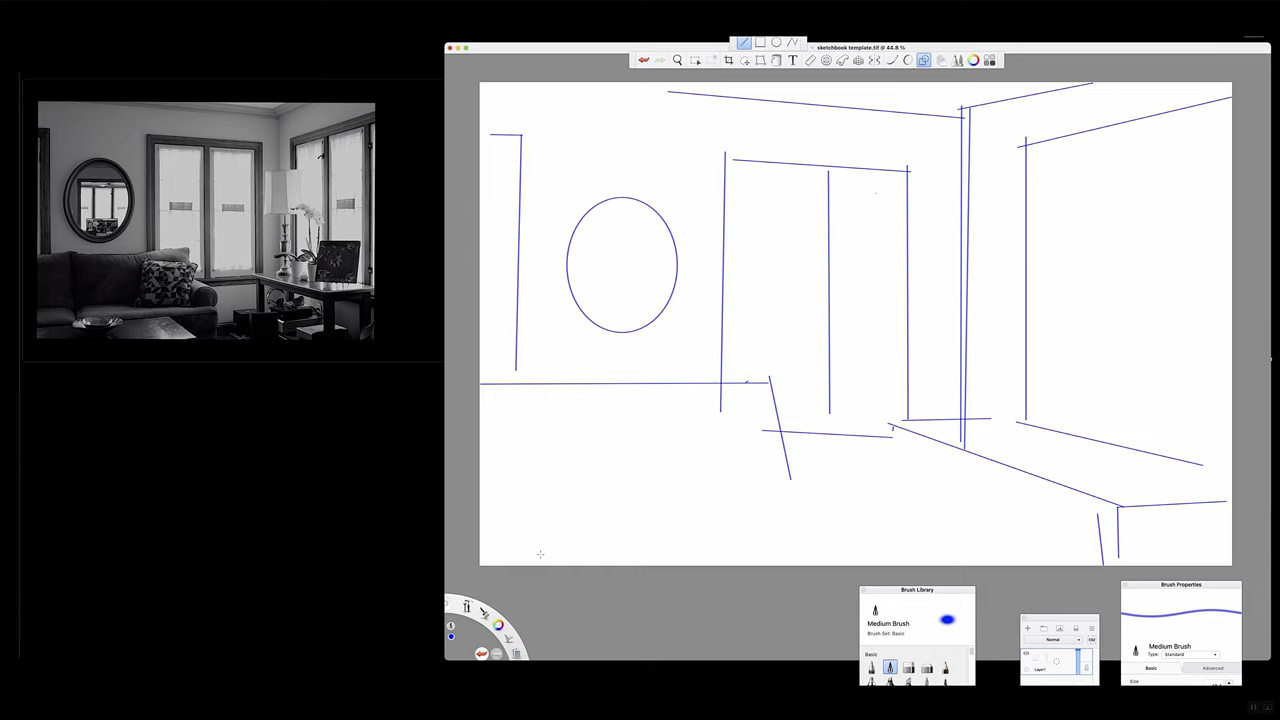 sketchbook template.tif @ 44.8 %
T
Brush Library
Medium Brush
Brush Set: Basic
Basic
Normal
Layer1
Brush Properties
Medium Brush
Type: Standard
Basic
Advanced
Size